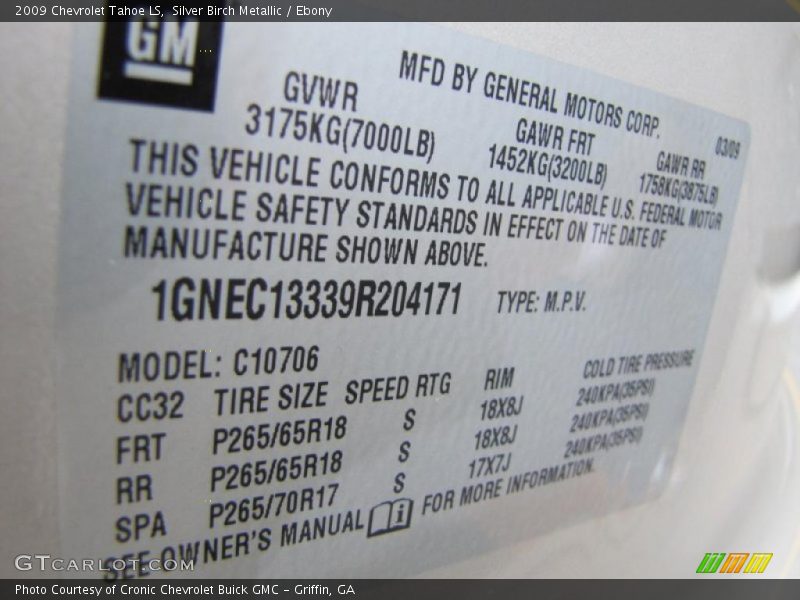 2009 Chevrolet Tahoe LS, Silver Birch Metallic / Ebony
GM
MFD BY GENERAL MOTORS CORP.
03/09
GVWR GAWR FRT GAWR RR
3175KG(7000LB) 1452KG(3200LB) 1758KG(3875LB)
THIS VEHICLE CONFORMS TO ALL APPLICABLE U.S. FEDERAL MOTOR
VEHICLE SAFETY STANDARDS IN EFFECT ON THE DATE OF
MANUFACTURE SHOWN ABOVE.
1GNEC13339R204171 TYPE: M.P.V.
MODEL: C10706
CC32 TIRE SIZE SPEED RTG RIM COLD TIRE PRESSURE
FRT P265/65R18 S 18X8J 240KPA(35PSI)
RR P265/65R18 S 18X8J 240KPA(35PSI)
SPA P265/70R17 S 17X7J 240KPA(35PSI)
SEE OWNER'S MANUAL i FOR MORE INFORMATION.
GTCARLOT.COM
Photo Courtesy of Cronic Chevrolet Buick GMC - Griffin, GA